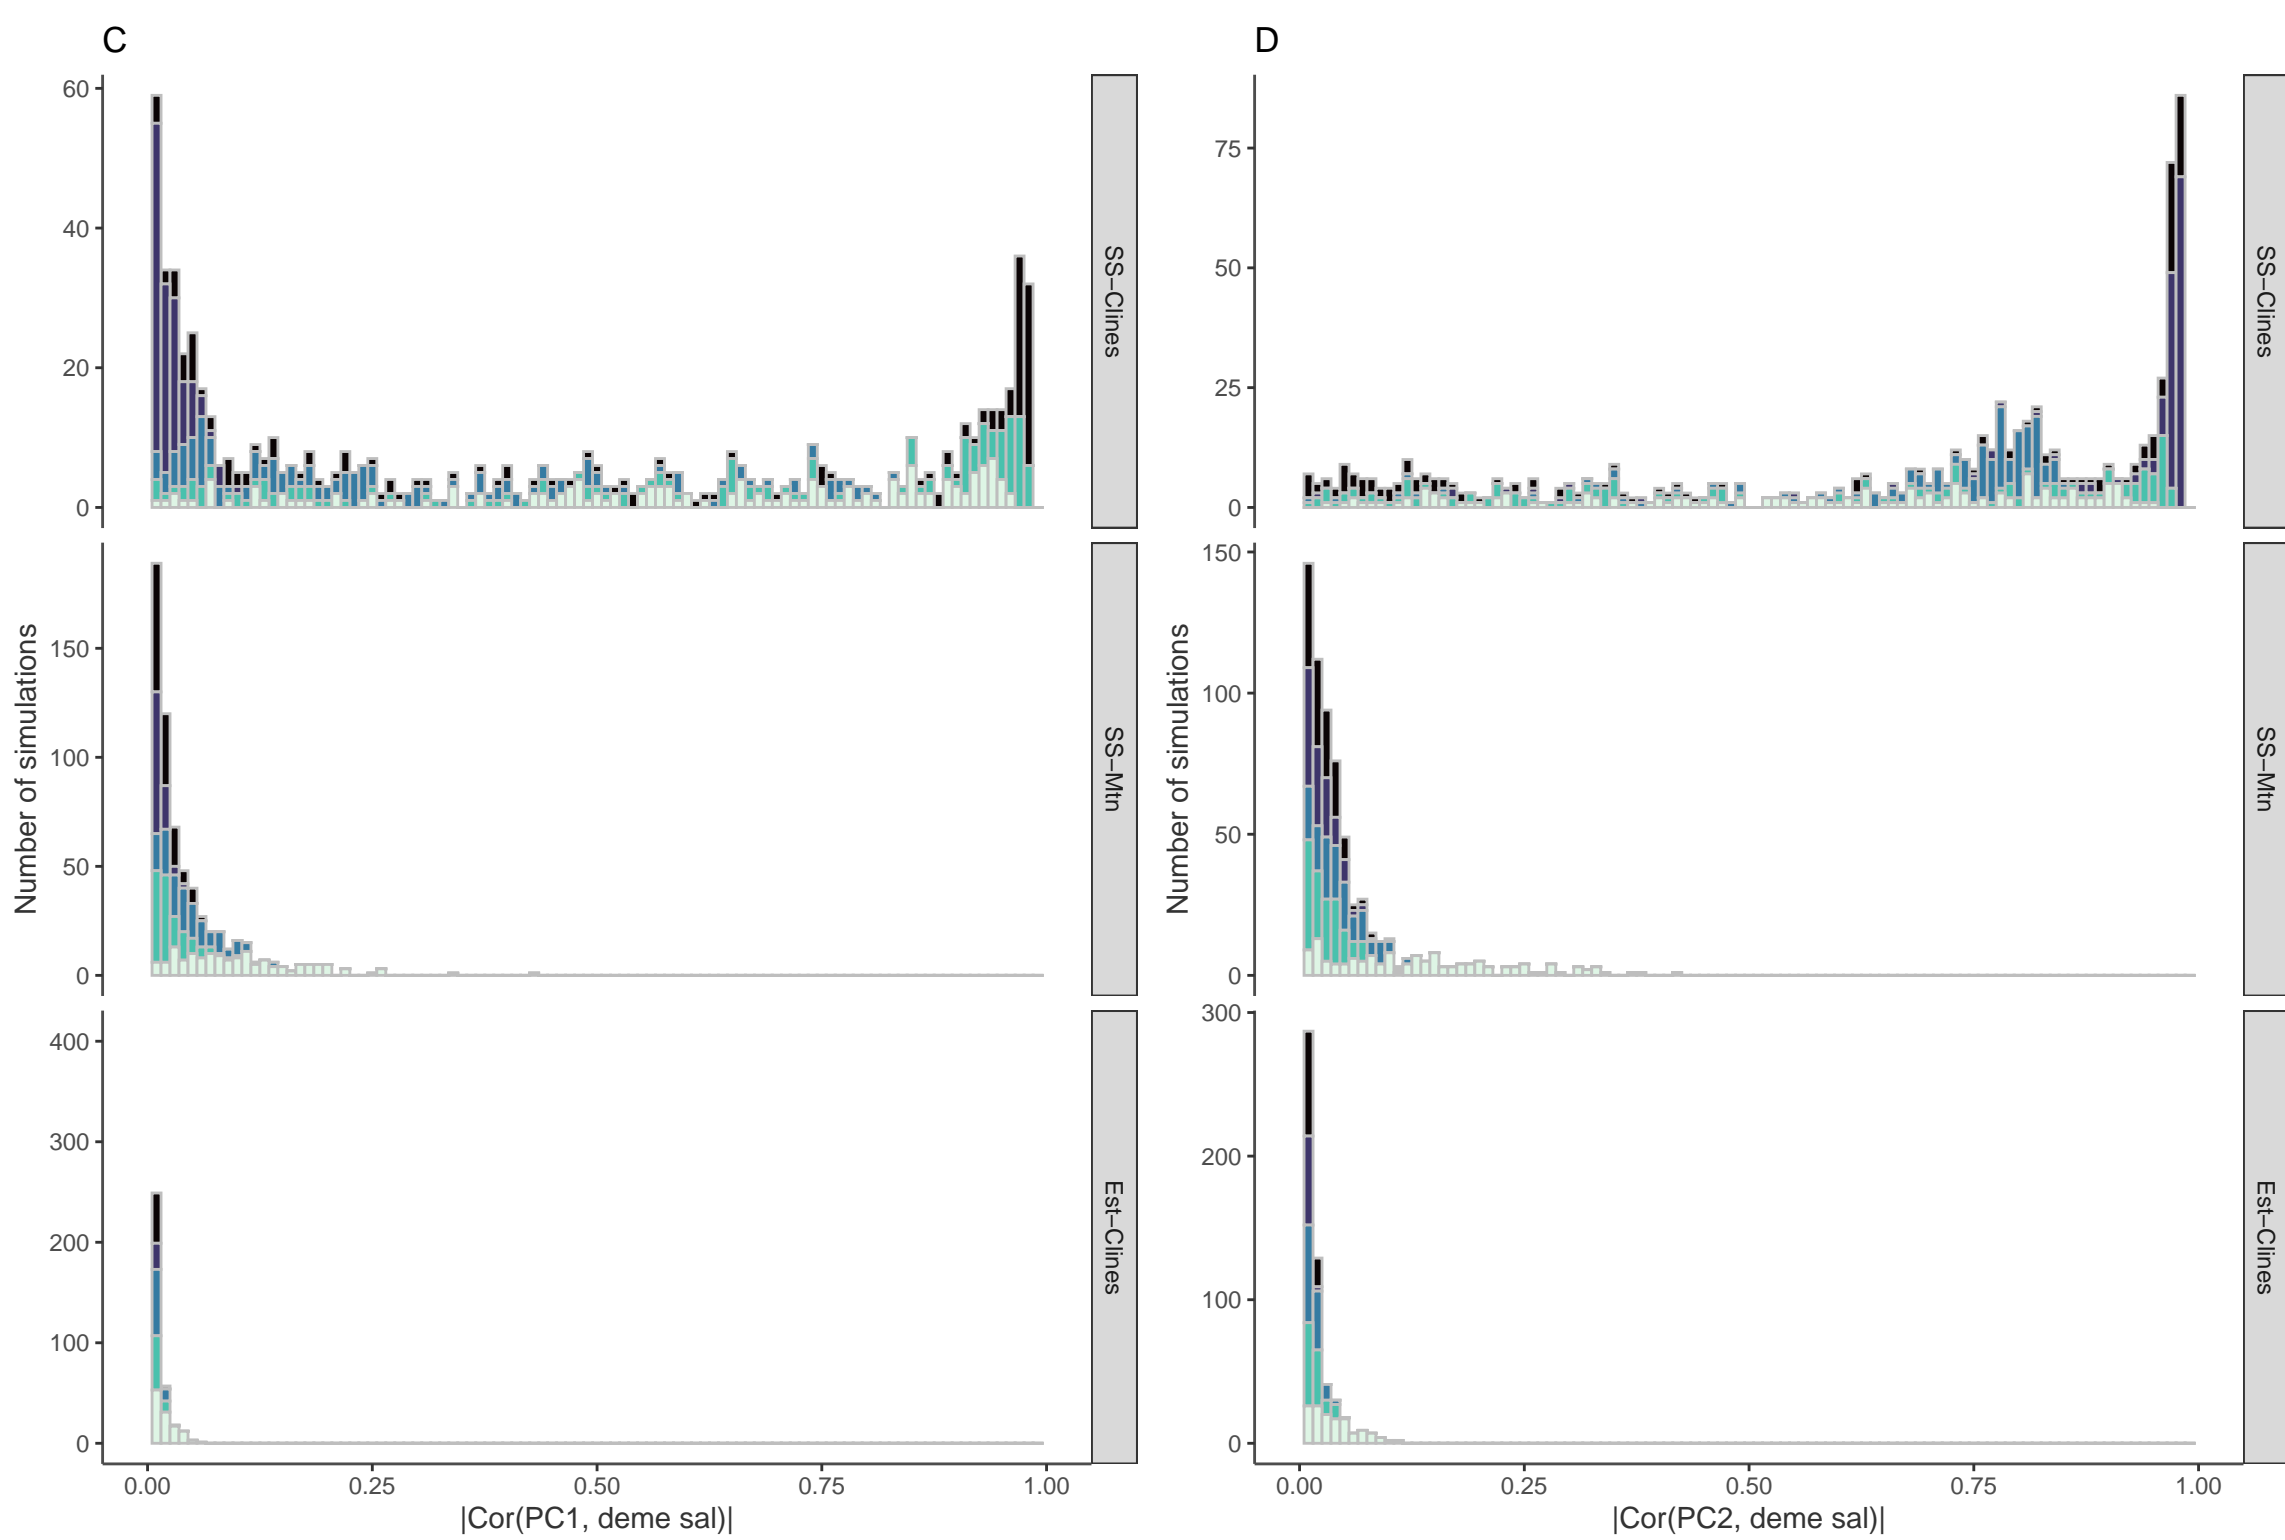 C
60
40
20
0
SS−Clines
150
100
50
0
SS−Mtn
400
300
200
100
0
Est−Clines
Number of simulations
0.00 0.25 0.50 0.75 1.00
|Cor(PC1, deme sal)|
D
75
50
25
0
SS−Clines
150
100
50
0
SS−Mtn
300
200
100
0
Est−Clines
Number of simulations
0.00 0.25 0.50 0.75 1.00
|Cor(PC2, deme sal)|